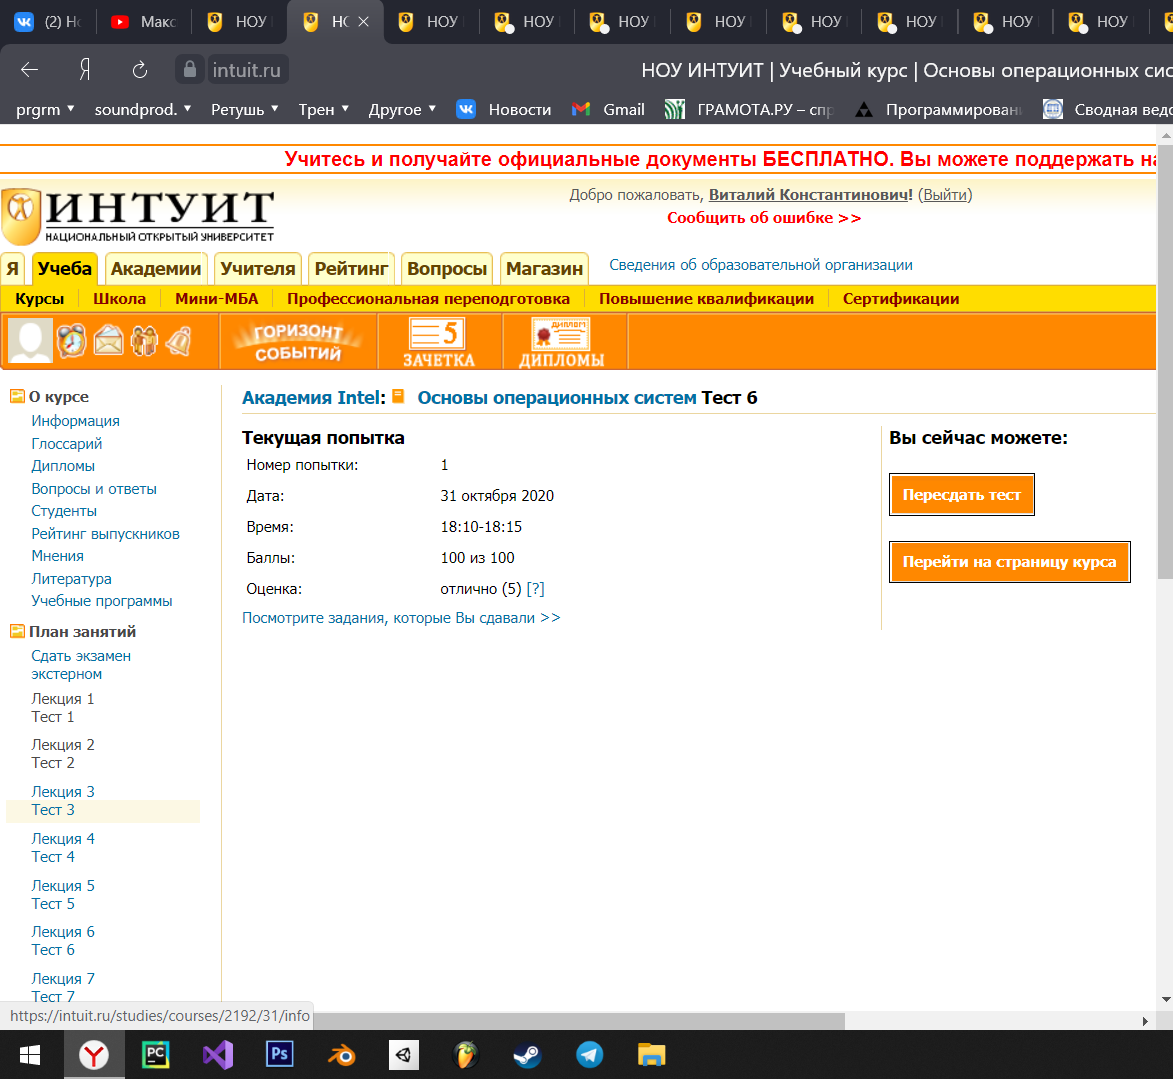 (2) Но
Макс
НОУ
НО
НОУ
НОУ
НОУ
НОУ
НОУ
НОУ
НОУ
НОУ
intuit.ru
НОУ ИНТУИТ | Учебный курс | Основы операционных сис
prgrm
soundprod.
Ретушь
Трен
Другое
Новости
Gmail
ГРАМОТА.РУ – спр
Программирован
Сводная ведо
Учитесь и получайте официальные документы БЕСПЛАТНО. Вы можете поддержать на
ИНТУИТ
НАЦИОНАЛЬНЫЙ ОТКРЫТЫЙ УНИВЕРСИТЕТ
Добро пожаловать, Виталий Константинович! (Выйти)
Сообщить об ошибке >>
Я
Учеба
Академии
Учителя
Рейтинг
Вопросы
Магазин
Сведения об образовательной организации
Курсы
Школа
Мини-МБА
Профессиональная переподготовка
Повышение квалификации
Сертификации
ГОРИЗОНТ
СОБЫТИЙ
5
ЗАЧЕТКА
ДИПЛОМ
ДИПЛОМЫ
О курсе
Информация
Глоссарий
Дипломы
Вопросы и ответы
Студенты
Рейтинг выпускников
Мнения
Литература
Учебные программы
План занятий
Сдать экзамен
экстерном
Лекция 1
Тест 1
Лекция 2
Тест 2
Лекция 3
Тест 3
Лекция 4
Тест 4
Лекция 5
Тест 5
Лекция 6
Тест 6
Лекция 7
Тест 7
Академия Intel: Основы операционных систем Тест 6
Текущая попытка
Номер попытки: 1
Дата: 31 октября 2020
Время: 18:10-18:15
Баллы: 100 из 100
Оценка: отлично (5) [?]
Посмотрите задания, которые Вы сдавали >>
Вы сейчас можете:
Пересдать тест
Перейти на страницу курса
https://intuit.ru/studies/courses/2192/31/info
PC
Ps